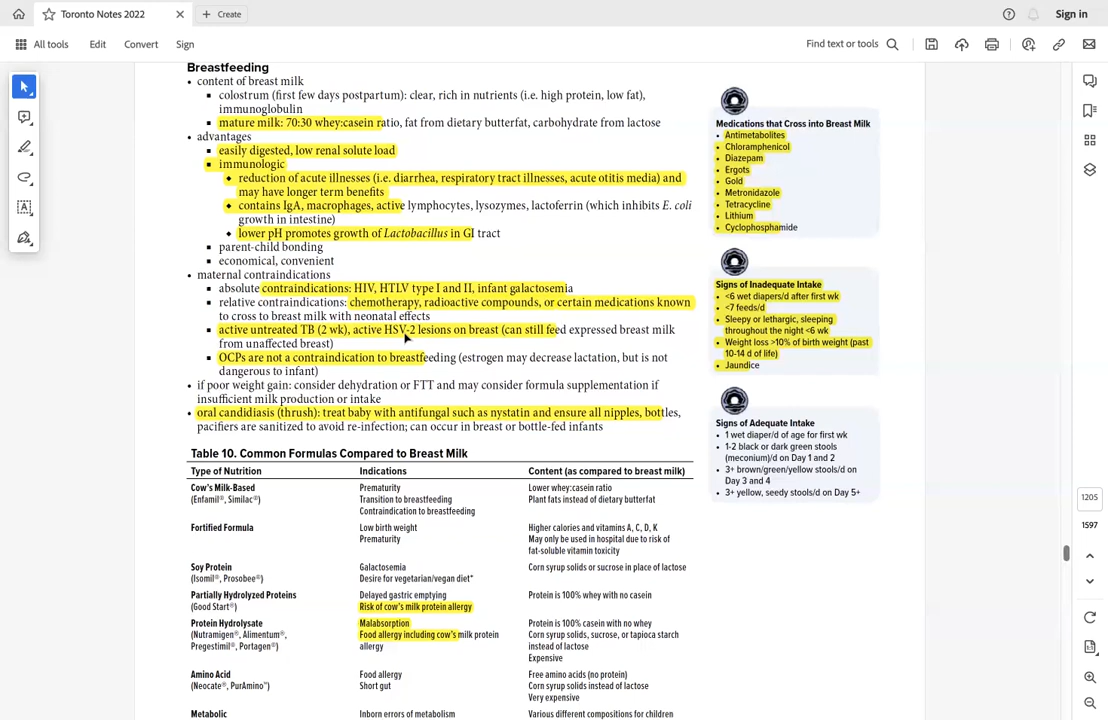 Toronto Notes 2022
+ Create
Sign in
All tools
Edit
Convert
Sign
Find text or tools
Breastfeeding
• content of breast milk
▪ colostrum (first few days postpartum): clear, rich in nutrients (i.e. high protein, low fat),
immunoglobulin
▪ mature milk: 70:30 whey:casein ratio, fat from dietary butterfat, carbohydrate from lactose
• advantages
▪ easily digested, low renal solute load
▪ immunologic
◆ reduction of acute illnesses (i.e. diarrhea, respiratory tract illnesses, acute otitis media) and
may have longer term benefits
◆ contains IgA, macrophages, active lymphocytes, lysozymes, lactoferrin (which inhibits E. coli
growth in intestine)
◆ lower pH promotes growth of Lactobacillus in GI tract
▪ parent-child bonding
▪ economical, convenient
• maternal contraindications
▪ absolute contraindications: HIV, HTLV type I and II, infant galactosemia
▪ relative contraindications: chemotherapy, radioactive compounds, or certain medications known
to cross to breast milk with neonatal effects
▪ active untreated TB (2 wk), active HSV-2 lesions on breast (can still feed expressed breast milk
from unaffected breast)
▪ OCPs are not a contraindication to breastfeeding (estrogen may decrease lactation, but is not
dangerous to infant)
• if poor weight gain: consider dehydration or FTT and may consider formula supplementation if
insufficient milk production or intake
• oral candidiasis (thrush): treat baby with antifungal such as nystatin and ensure all nipples, bottles,
pacifiers are sanitized to avoid re-infection; can occur in breast or bottle-fed infants
Medications that Cross into Breast Milk
• Antimetabolites
• Chloramphenicol
• Diazepam
• Ergots
• Gold
• Metronidazole
• Tetracycline
• Lithium
• Cyclophosphamide
Signs of Inadequate Intake
• <6 wet diapers/d after first wk
• <7 feeds/d
• Sleepy or lethargic, sleeping
throughout the night <6 wk
• Weight loss >10% of birth weight (past
10-14 d of life)
• Jaundice
Signs of Adequate Intake
• 1 wet diaper/d of age for first wk
• 1-2 black or dark green stools
(meconium)/d on Day 1 and 2
• 3+ brown/green/yellow stools/d on
Day 3 and 4
• 3+ yellow, seedy stools/d on Day 5+
Table 10. Common Formulas Compared to Breast Milk
Type of Nutrition Indications Content (as compared to breast milk)
Cow's Milk-Based Prematurity Lower whey:casein ratio
(Enfamil®, Similac®) Transition to breastfeeding Plant fats instead of dietary butterfat
Contraindication to breastfeeding
Fortified Formula Low birth weight Higher calories and vitamins A, C, D, K
Prematurity May only be used in hospital due to risk of
fat-soluble vitamin toxicity
Soy Protein Galactosemia Corn syrup solids or sucrose in place of lactose
(Isomil®, Prosobee®) Desire for vegetarian/vegan diet*
Partially Hydrolyzed Proteins Delayed gastric emptying Protein is 100% whey with no casein
(Good Start®) Risk of cow's milk protein allergy
Protein Hydrolysate Malabsorption Protein is 100% casein with no whey
(Nutramigen®, Alimentum®, Food allergy including cow's milk protein Corn syrup solids, sucrose, or tapioca starch
Pregestimil®, Portagen®) allergy instead of lactose
Expensive
Amino Acid Food allergy Free amino acids (no protein)
(Neocate®, PurAmino™) Short gut Corn syrup solids instead of lactose
Very expensive
Metabolic Inborn errors of metabolism Various different compositions for children
1205
1597